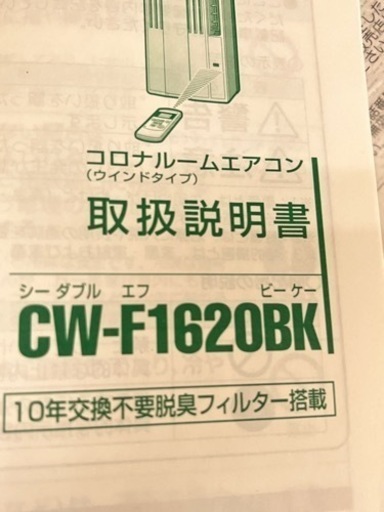 コロナルームエアコン
(ウインドタイプ)
取扱説明書
シー ダブル エフ ビー ケー
CW-F1620BK
10年交換不要脱臭フィルター搭載